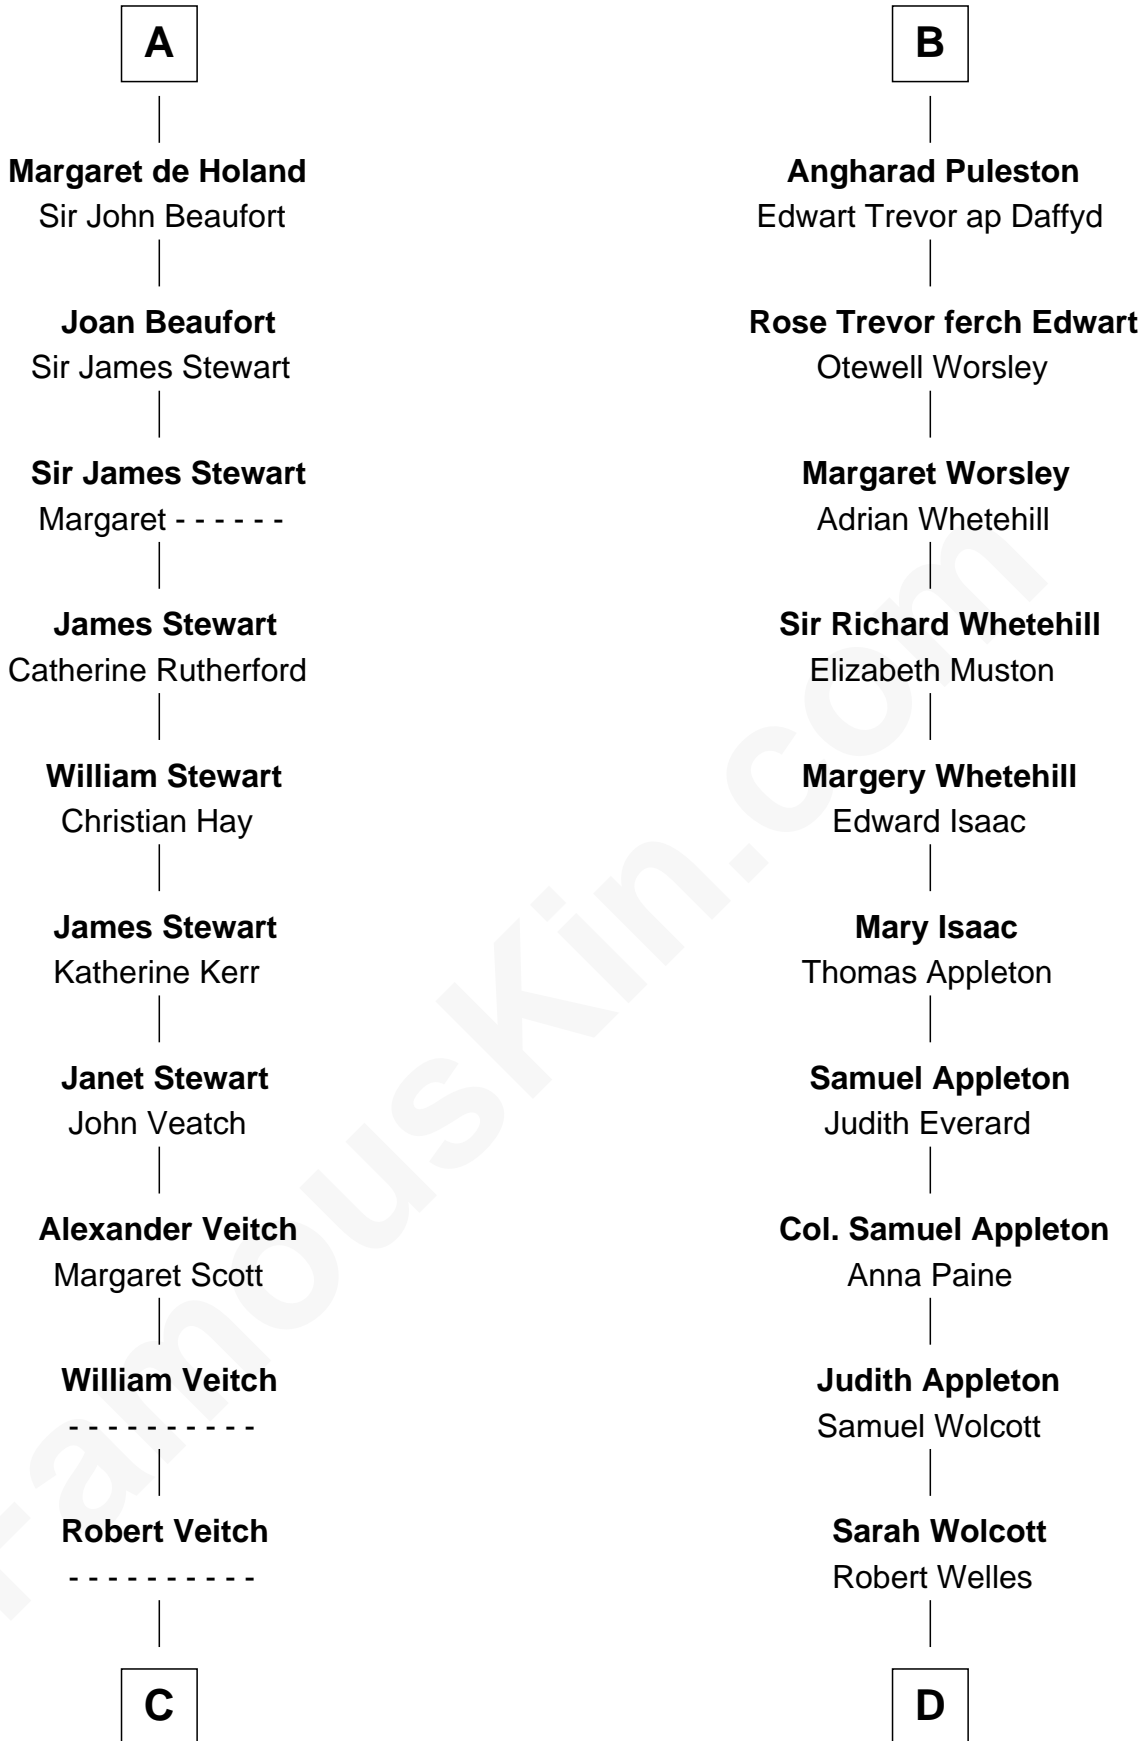 A
Margaret de Holand
Sir John Beaufort
Joan Beaufort
Sir James Stewart
Sir James Stewart
Margaret - - - - - -
James Stewart
Catherine Rutherford
William Stewart
Christian Hay
James Stewart
Katherine Kerr
Janet Stewart
John Veatch
Alexander Veitch
Margaret Scott
William Veitch
- - - - - - - - - -
Robert Veitch
- - - - - - - - - -
C
B
Angharad Puleston
Edwart Trevor ap Daffyd
Rose Trevor ferch Edwart
Otewell Worsley
Margaret Worsley
Adrian Whetehill
Sir Richard Whetehill
Elizabeth Muston
Margery Whetehill
Edward Isaac
Mary Isaac
Thomas Appleton
Samuel Appleton
Judith Everard
Col. Samuel Appleton
Anna Paine
Judith Appleton
Samuel Wolcott
Sarah Wolcott
Robert Welles
D
FamousKin.com